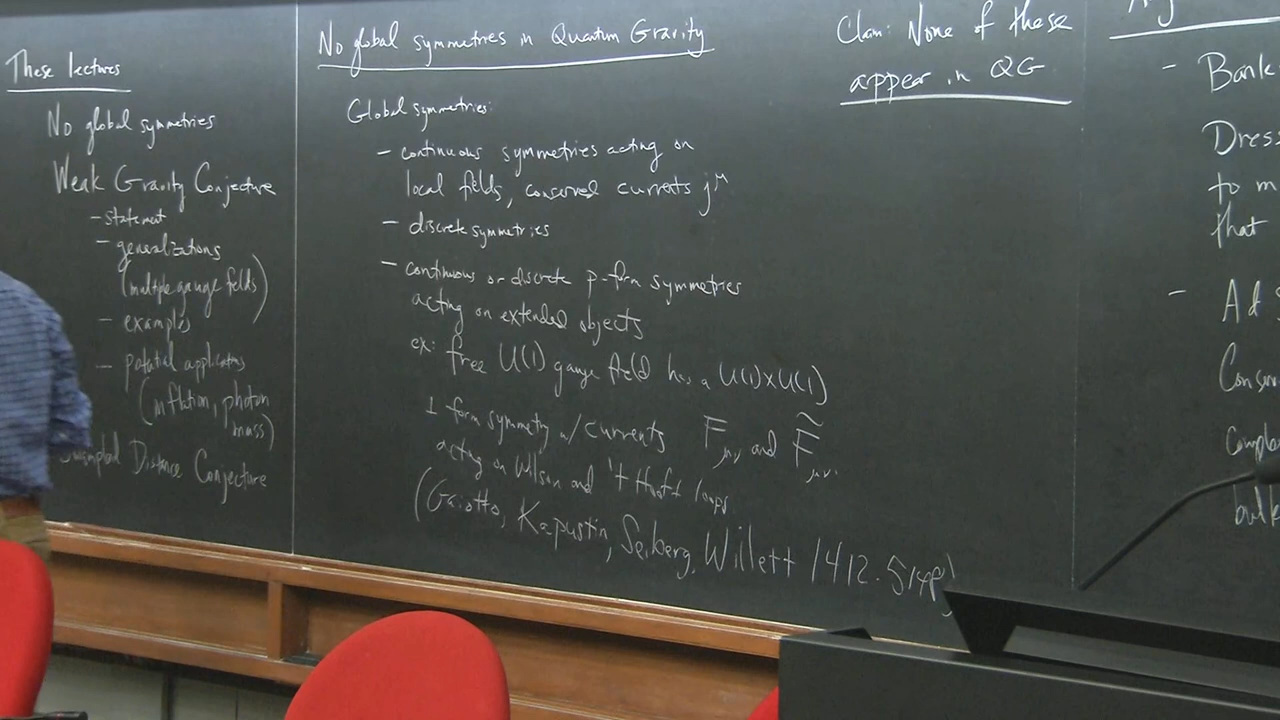 These lectures
No global symmetries
Weak Gravity Conjecture
- statement
- generalizations
(multiple gauge fields)
- examples
- potential applications
(inflation, photon
mass)
Distance Conjecture
No global symmetries in Quantum Gravity
Global symmetries:
- continuous symmetries acting on
local fields, conserved currents j^μ
- discrete symmetries
- continuous or discrete p-form symmetries
acting on extended objects
ex: free U(1) gauge field has a U(1)×U(1)
1-form symmetry w/ currents F_μν and F̃_μν.
acting on Wilson and 't Hooft loops
(Gaiotto, Kapustin, Seiberg, Willett 1412.
Claim: None of these
appear in QG
- Bank
Dress
to m
that
- AdS
Cons
comple
bulk